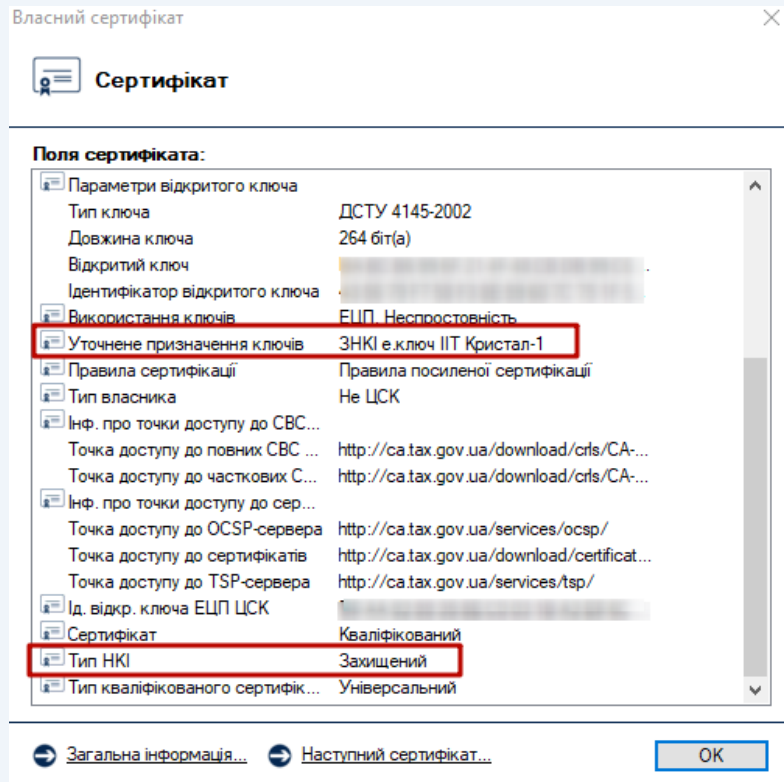 Власний сертифікат
Сертифікат
Поля сертифіката:
Параметри відкритого ключа
Тип ключа ДСТУ 4145-2002
Довжина ключа 264 біт(а)
Відкритий ключ
Ідентифікатор відкритого ключа
Використання ключів ЕЦП, Неспростовність
Уточнене призначення ключів ЗНКІ е.ключ ІІТ Кристал-1
Правила сертифікації Правила посиленої сертифікації
Тип власника Не ЦСК
Інф. про точки доступу до СВС...
Точка доступу до повних СВС ... http://ca.tax.gov.ua/download/crls/CA-...
Точка доступу до часткових С... http://ca.tax.gov.ua/download/crls/CA-...
Інф. про точки доступу до сер...
Точка доступу до OCSP-сервера http://ca.tax.gov.ua/services/ocsp/
Точка доступу до сертифікатів http://ca.tax.gov.ua/download/certificat...
Точка доступу до TSP-сервера http://ca.tax.gov.ua/services/tsp/
Ід. відкр. ключа ЕЦП ЦСК
Сертифікат Кваліфікований
Тип НКІ Захищений
Тип кваліфікованого сертифік... Універсальний
Загальна інформація... Наступний сертифікат... OK